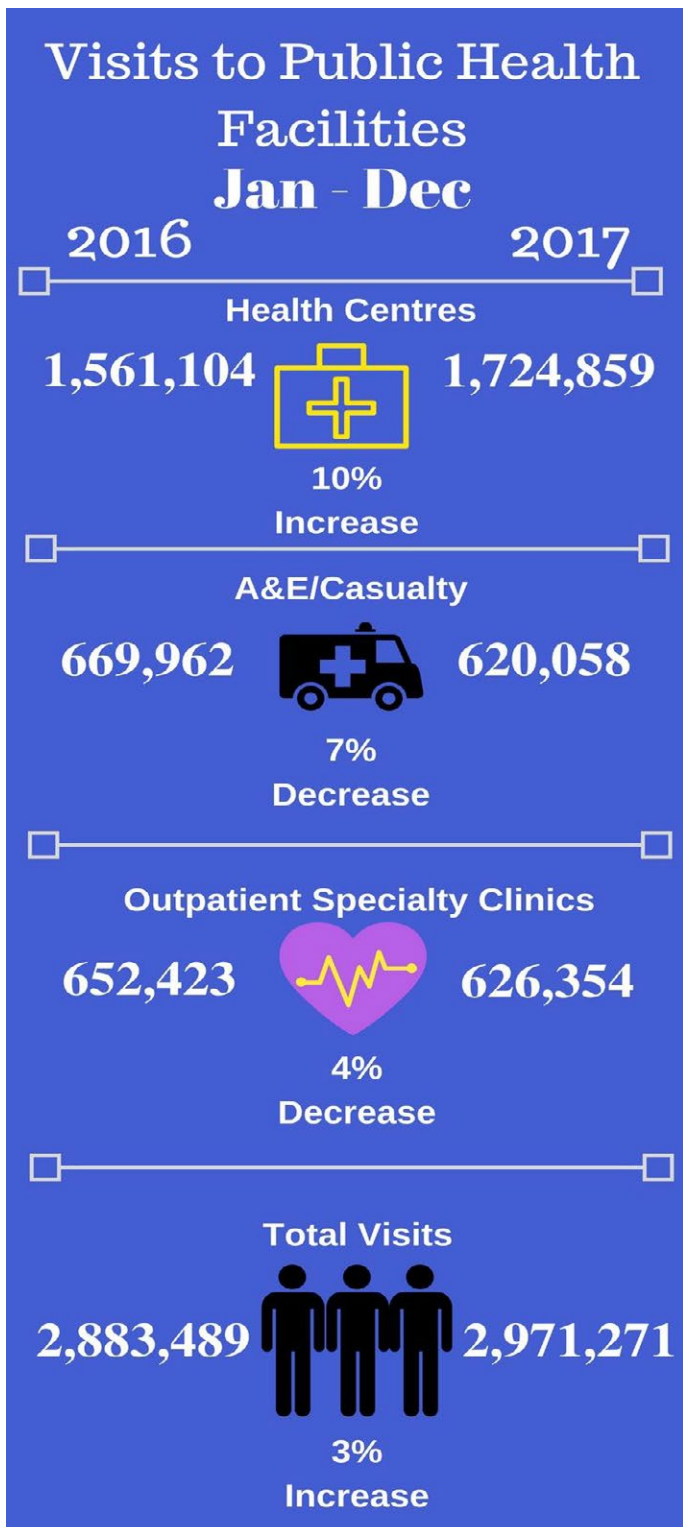 Visits to Public Health
Facilities
Jan - Dec
2016 2017
Health Centres
1,561,104 1,724,859
10%
Increase
A&E/Casualty
669,962 620,058
7%
Decrease
Outpatient Specialty Clinics
652,423 626,354
4%
Decrease
Total Visits
2,883,489 2,971,271
3%
Increase